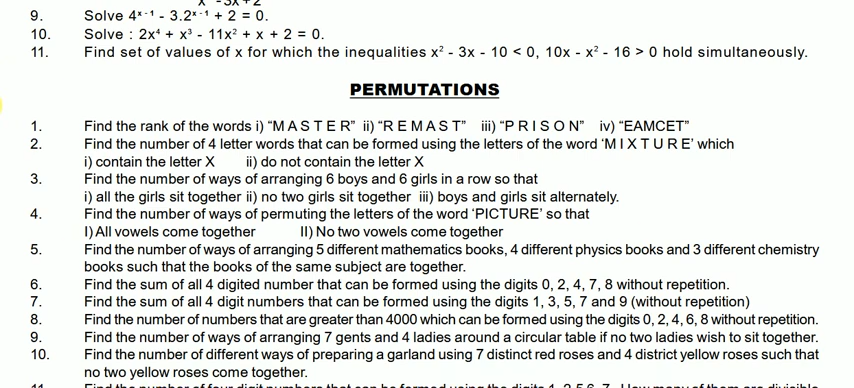 9. Solve 4ˣ⁻¹ - 3.2ˣ⁻¹ + 2 = 0.
10. Solve : 2x⁴ + x³ - 11x² + x + 2 = 0.
11. Find set of values of x for which the inequalities x² - 3x - 10 < 0, 10x - x² - 16 > 0 hold simultaneously.
PERMUTATIONS
1. Find the rank of the words i) “M A S T E R” ii) “R E M A S T” iii) “P R I S O N” iv) “EAMCET”
2. Find the number of 4 letter words that can be formed using the letters of the word ‘M I X T U R E’ which
i) contain the letter X ii) do not contain the letter X
3. Find the number of ways of arranging 6 boys and 6 girls in a row so that
i) all the girls sit together ii) no two girls sit together iii) boys and girls sit alternately.
4. Find the number of ways of permuting the letters of the word ‘PICTURE’ so that
I) All vowels come together II) No two vowels come together
5. Find the number of ways of arranging 5 different mathematics books, 4 different physics books and 3 different chemistry
books such that the books of the same subject are together.
6. Find the sum of all 4 digited number that can be formed using the digits 0, 2, 4, 7, 8 without repetition.
7. Find the sum of all 4 digit numbers that can be formed using the digits 1, 3, 5, 7 and 9 (without repetition)
8. Find the number of numbers that are greater than 4000 which can be formed using the digits 0, 2, 4, 6, 8 without repetition.
9. Find the number of ways of arranging 7 gents and 4 ladies around a circular table if no two ladies wish to sit together.
10. Find the number of different ways of preparing a garland using 7 distinct red roses and 4 district yellow roses such that
no two yellow roses come together.